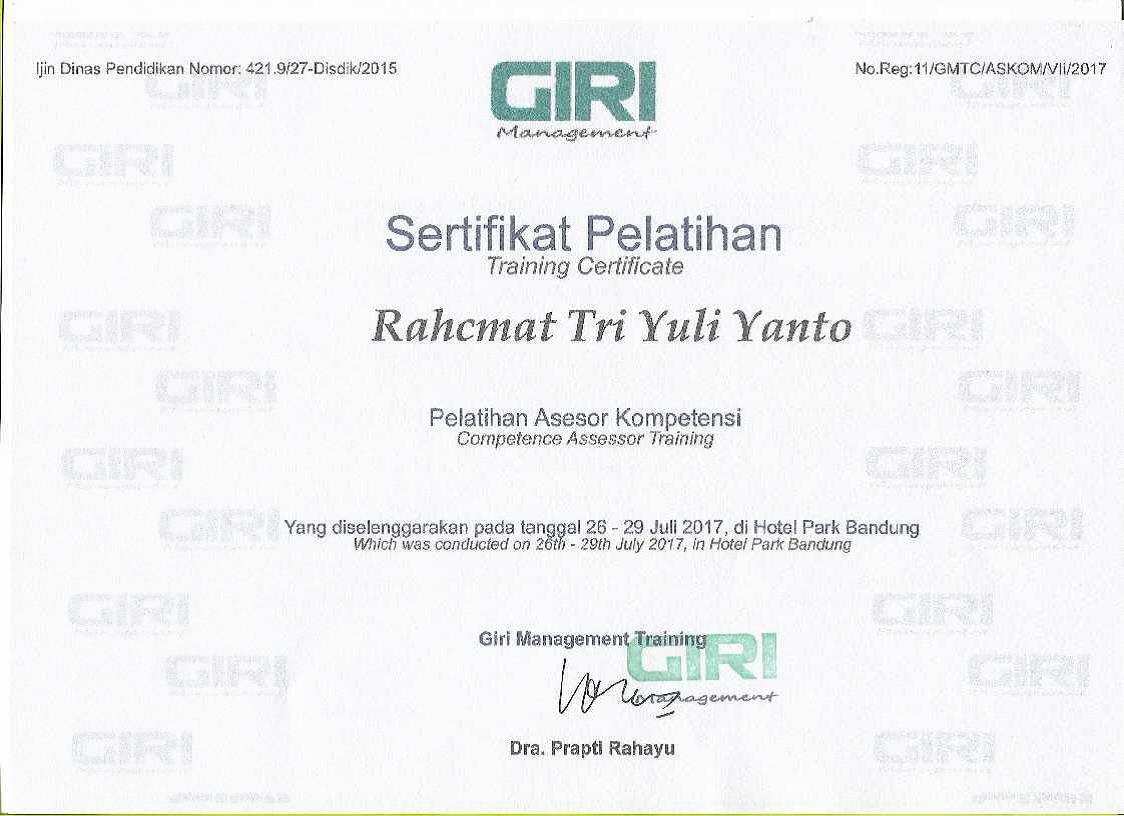 Ijin Dinas Pendidikan Nomor: 421.9/27-Disdik/2015
No.Reg:11/GMTC/ASKOM/VII/2017
GIRI
Management
Sertifikat Pelatihan
Training Certificate
Rahcmat Tri Yuli Yanto
Pelatihan Asesor Kompetensi
Competence Assessor Training
Yang diselenggarakan pada tanggal 26 - 29 Juli 2017, di Hotel Park Bandung
Which was conducted on 26th - 29th July 2017, in Hotel Park Bandung
Giri Management Training
GIRI
Management
Dra. Prapti Rahayu